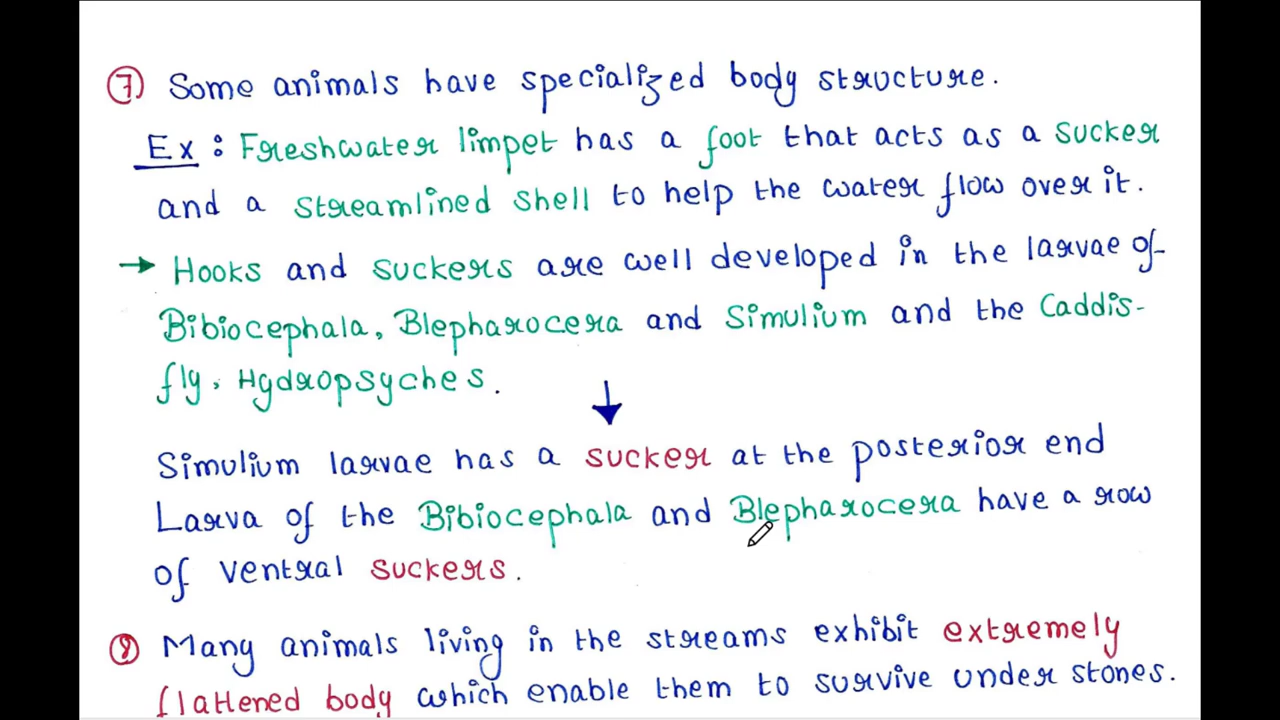 7 Some animals have specialized body structure.
Ex : Freshwater limpet has a foot that acts as a sucker
and a streamlined shell to help the water flow over it.
→ Hooks and suckers are well developed in the larvae of
Bibiocephala, Blepharocera and Simulium and the Caddis-
fly, Hydropsyches.
Simulium larvae has a sucker at the posterior end
Larva of the Bibiocephala and Blepharocera have a row
of ventral suckers.
8 Many animals living in the streams exhibit extremely
flattened body which enable them to survive under stones.